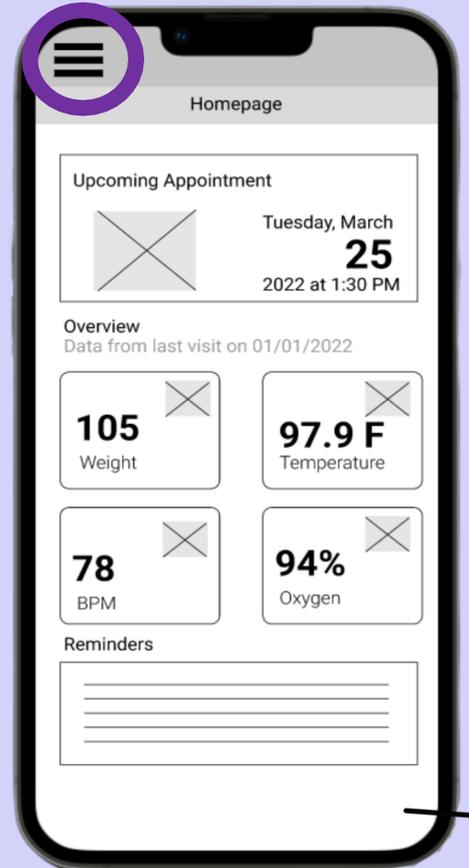 Homepage
Upcoming Appointment
Tuesday, March
25
2022 at 1:30 PM
Overview
Data from last visit on 01/01/2022
105
Weight
97.9 F
Temperature
78
BPM
94%
Oxygen
Reminders